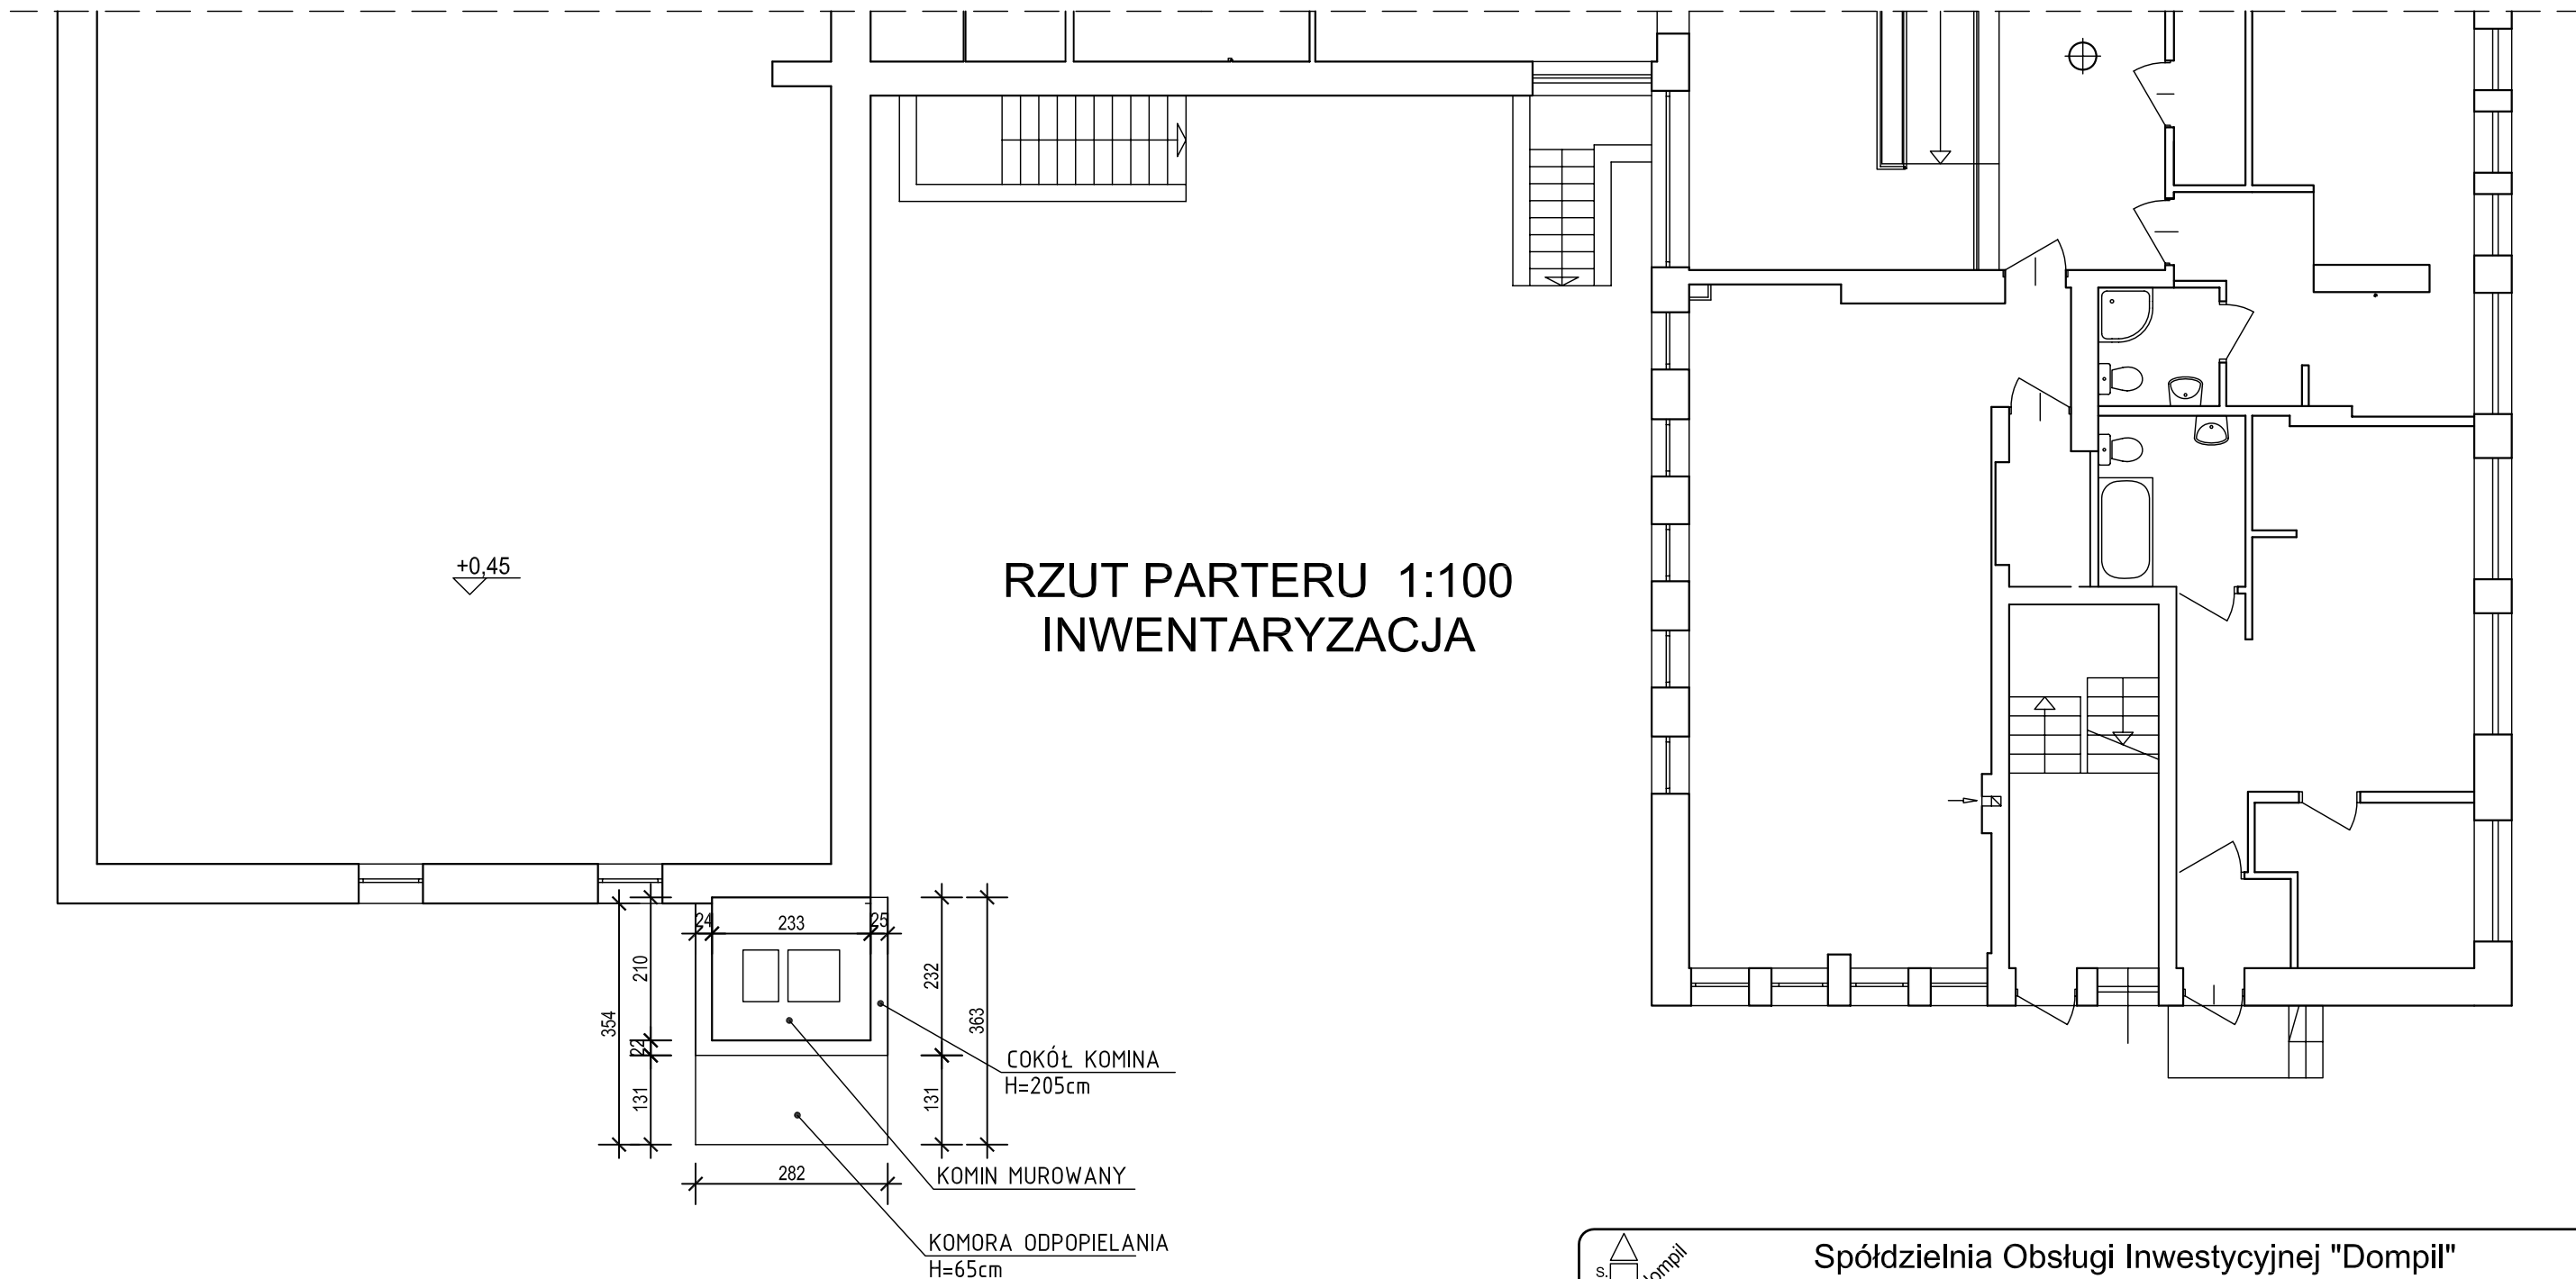 +0,45
RZUT PARTERU 1:100
INWENTARYZACJA
24
233
25
210
232
354
363
22
131
131
282
COKÓŁ KOMINA
H=205cm
KOMIN MUROWANY
KOMORA ODPOPIELANIA
H=65cm
Spółdzielnia Obsługi Inwestycyjnej "Dompil"
S.